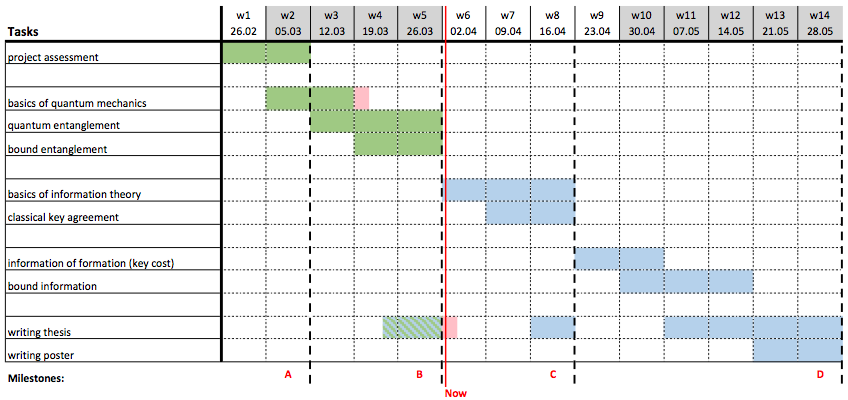 w1 w2 w3 w4 w5 w6 w7 w8 w9 w10 w11 w12 w13 w14
Tasks 26.02 05.03 12.03 19.03 26.03 02.04 09.04 16.04 23.04 30.04 07.05 14.05 21.05 28.05
project assessment
basics of quantum mechanics
quantum entanglement
bound entanglement
basics of information theory
classical key agreement
information of formation (key cost)
bound information
writing thesis
writing poster
Milestones: A B C D
Now